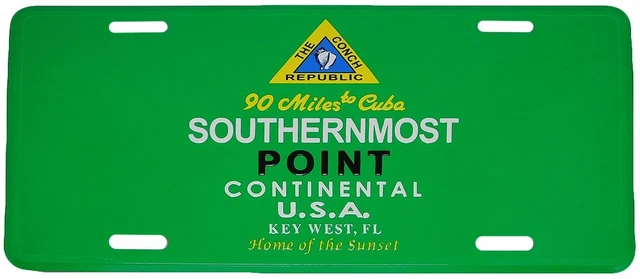 THE CONCH
REPUBLIC
90 Miles to Cuba
SOUTHERNMOST
POINT
CONTINENTAL
U.S.A.
KEY WEST, FL
Home of the Sunset